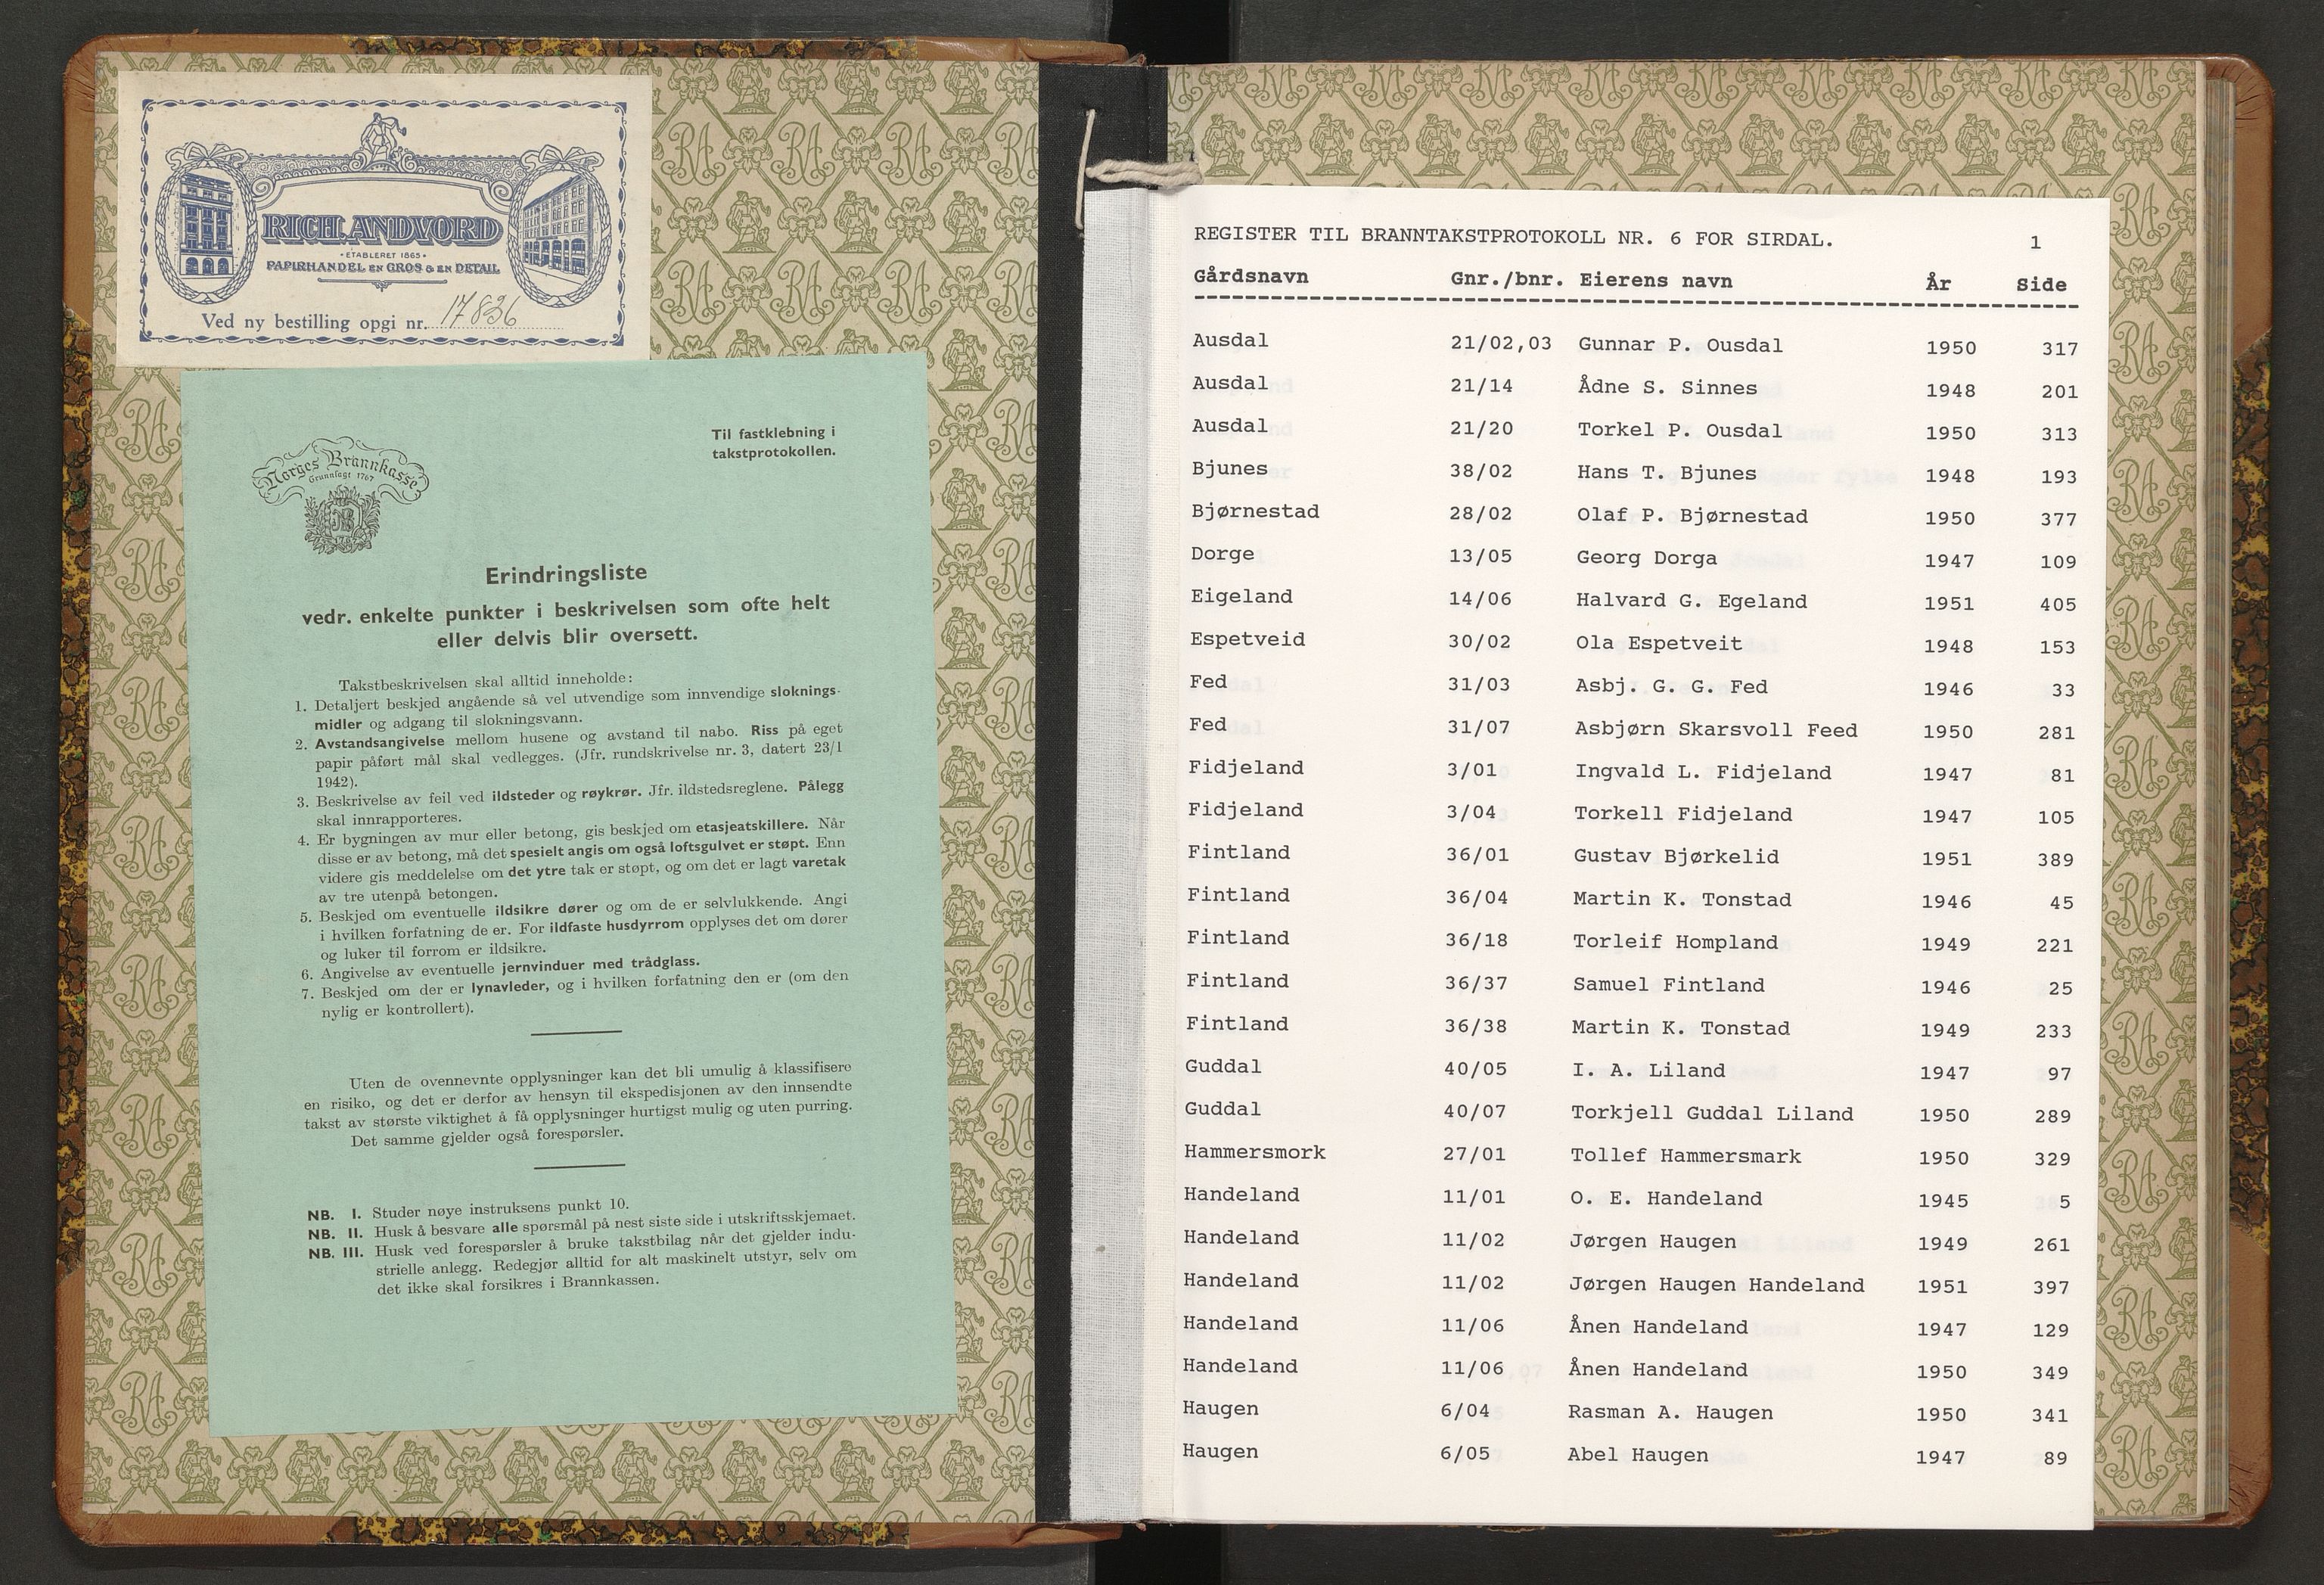 RICH. ANDVORD
• ETABLERET 1865 •
PAPIRHANDEL EN GROS & EN DETAIL
Ved ny bestilling opgi nr. 17836
Til fastklebning i
takstprotokollen.
Norges Brannkasse
Grunnlegt 1767
1767
Erindringsliste
vedr. enkelte punkter i beskrivelsen som ofte helt
eller delvis blir oversett.
Takstbeskrivelsen skal alltid inneholde:
1. Detaljert beskjed angående så vel utvendige som innvendige sloknings-
midler og adgang til slokningsvann.
2. Avstandsangivelse mellom husene og avstand til nabo. Riss på eget
papir påført mål skal vedlegges. (Jfr. rundskrivelse nr. 3, datert 23/1
1942).
3. Beskrivelse av feil ved ildsteder og røykrør. Jfr. ildstedsreglene. Pålegg
skal innrapporteres.
4. Er bygningen av mur eller betong, gis beskjed om etasjeatskillere. Når
disse er av betong, må det spesielt angis om også loftsgulvet er støpt. Enn
videre gis meddelelse om det ytre tak er støpt, og om det er lagt varetak
av tre utenpå betongen.
5. Beskjed om eventuelle ildsikre dører og om de er selvlukkende. Angi
i hvilken forfatning de er. For ildfaste husdyrrom opplyses det om dører
og luker til forrom er ildsikre.
6. Angivelse av eventuelle jernvinduer med trådglass.
7. Beskjed om der er lynavleder, og i hvilken forfatning den er (om den
nylig er kontrollert).
Uten de ovennevnte opplysninger kan det bli umulig å klassifisere
en risiko, og det er derfor av hensyn til ekspedisjonen av den innsendte
takst av største viktighet å få opplysninger hurtigst mulig og uten purring.
Det samme gjelder også forespørsler.
NB. I. Studer nøye instruksens punkt 10.
NB. II. Husk å besvare alle spørsmål på nest siste side i utskriftsskjemaet.
NB. III. Husk ved forespørsler å bruke takstbilag når det gjelder indu-
strielle anlegg. Redegjør alltid for alt maskinelt utstyr, selv om
det ikke skal forsikres i Brannkassen.
REGISTER TIL BRANNTAKSTPROTOKOLL NR. 6 FOR SIRDAL. 1
Gårdsnavn Gnr./bnr. Eierens navn År Side
Ausdal 21/02,03 Gunnar P. Ousdal 1950 317
Ausdal 21/14 Ådne S. Sinnes 1948 201
Ausdal 21/20 Torkel P. Ousdal 1950 313
Bjunes 38/02 Hans T. Bjunes 1948 193
Bjørnestad 28/02 Olaf P. Bjørnestad 1950 377
Dorge 13/05 Georg Dorga 1947 109
Eigeland 14/06 Halvard G. Egeland 1951 405
Espetveid 30/02 Ola Espetveit 1948 153
Fed 31/03 Asbj. G. G. Fed 1946 33
Fed 31/07 Asbjørn Skarsvoll Feed 1950 281
Fidjeland 3/01 Ingvald L. Fidjeland 1947 81
Fidjeland 3/04 Torkell Fidjeland 1947 105
Fintland 36/01 Gustav Bjørkelid 1951 389
Fintland 36/04 Martin K. Tonstad 1946 45
Fintland 36/18 Torleif Hompland 1949 221
Fintland 36/37 Samuel Fintland 1946 25
Fintland 36/38 Martin K. Tonstad 1949 233
Guddal 40/05 I. A. Liland 1947 97
Guddal 40/07 Torkjell Guddal Liland 1950 289
Hammersmork 27/01 Tollef Hammersmark 1950 329
Handeland 11/01 O. E. Handeland 1945 5
Handeland 11/02 Jørgen Haugen 1949 261
Handeland 11/02 Jørgen Haugen Handeland 1951 397
Handeland 11/06 Ånen Handeland 1947 129
Handeland 11/06 Ånen Handeland 1950 349
Haugen 6/04 Rasman A. Haugen 1950 341
Haugen 6/05 Abel Haugen 1947 89